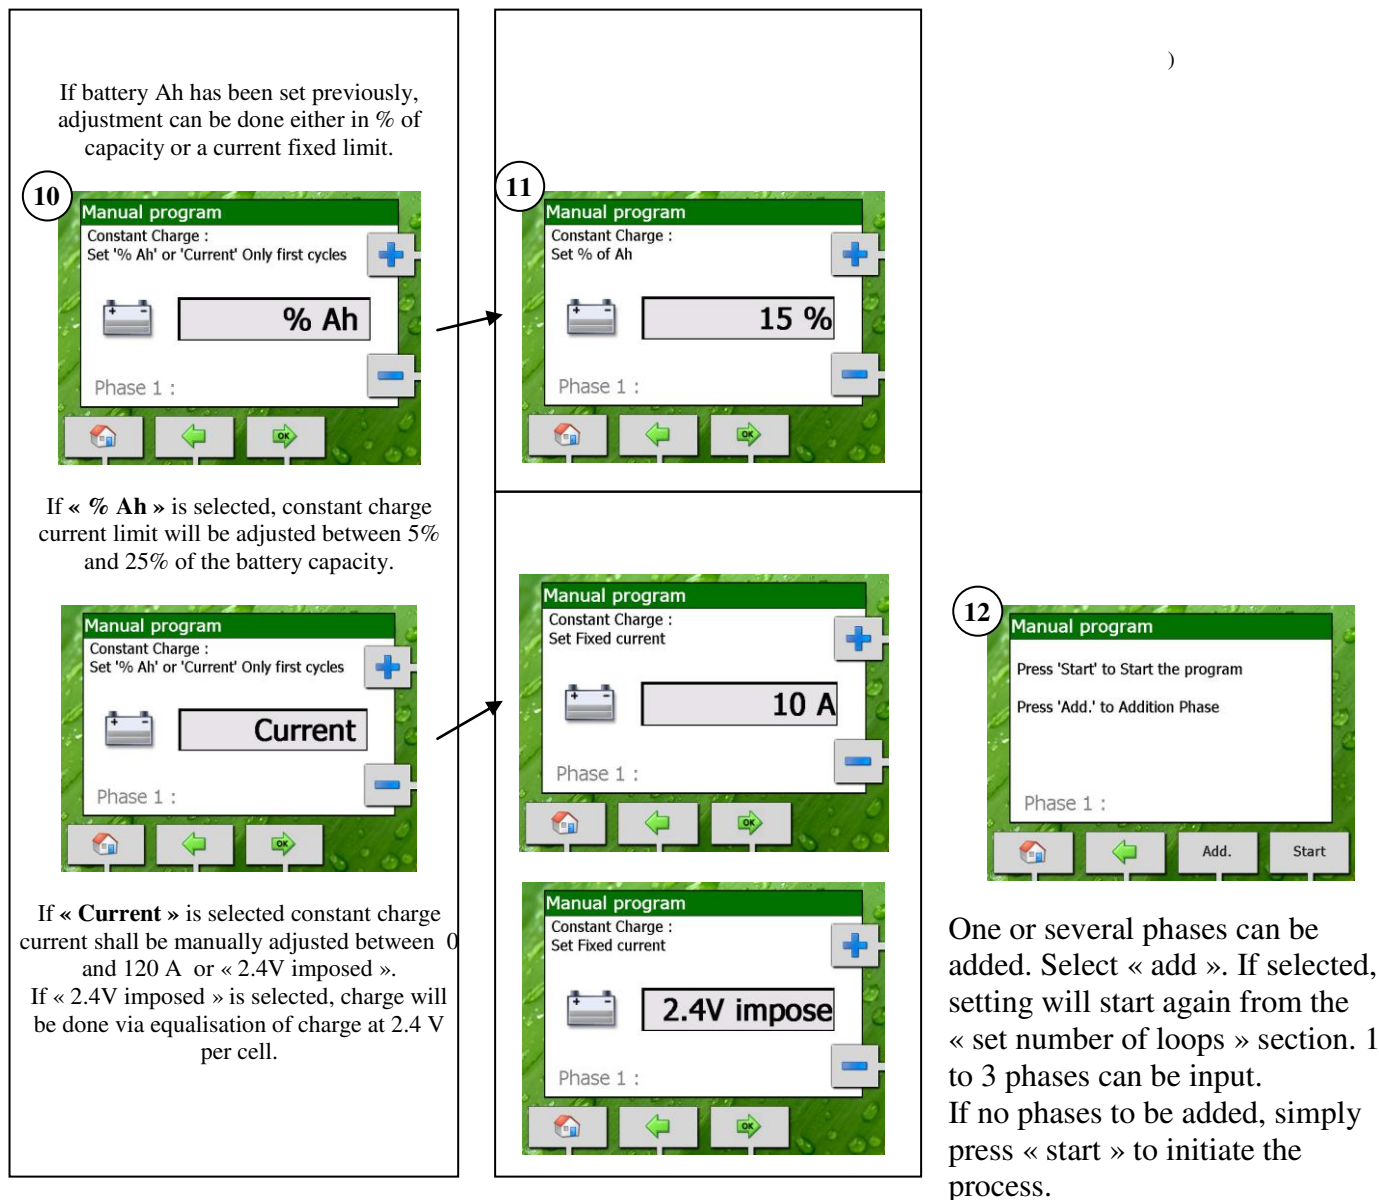 If battery Ah has been set previously,
adjustment can be done either in % of
capacity or a current fixed limit.
10
Manual program
Constant Charge :
Set '% Ah' or 'Current' Only first cycles
% Ah
Phase 1 :
OK
If « % Ah » is selected, constant charge
current limit will be adjusted between 5%
and 25% of the battery capacity.
Manual program
Constant Charge :
Set '% Ah' or 'Current' Only first cycles
Current
Phase 1 :
OK
If « Current » is selected constant charge
current shall be manually adjusted between 0
and 120 A or « 2.4V imposed ».
If « 2.4V imposed » is selected, charge will
be done via equalisation of charge at 2.4 V
per cell.
11
Manual program
Constant Charge :
Set % of Ah
15 %
Phase 1 :
OK
Manual program
Constant Charge :
Set Fixed current
10 A
Phase 1 :
OK
Manual program
Constant Charge :
Set Fixed current
2.4V impose
Phase 1 :
OK
)
12
Manual program
Press 'Start' to Start the program
Press 'Add.' to Addition Phase
Phase 1 :
Add.
Start
One or several phases can be
added. Select « add ». If selected,
setting will start again from the
« set number of loops » section. 1
to 3 phases can be input.
If no phases to be added, simply
press « start » to initiate the
process.